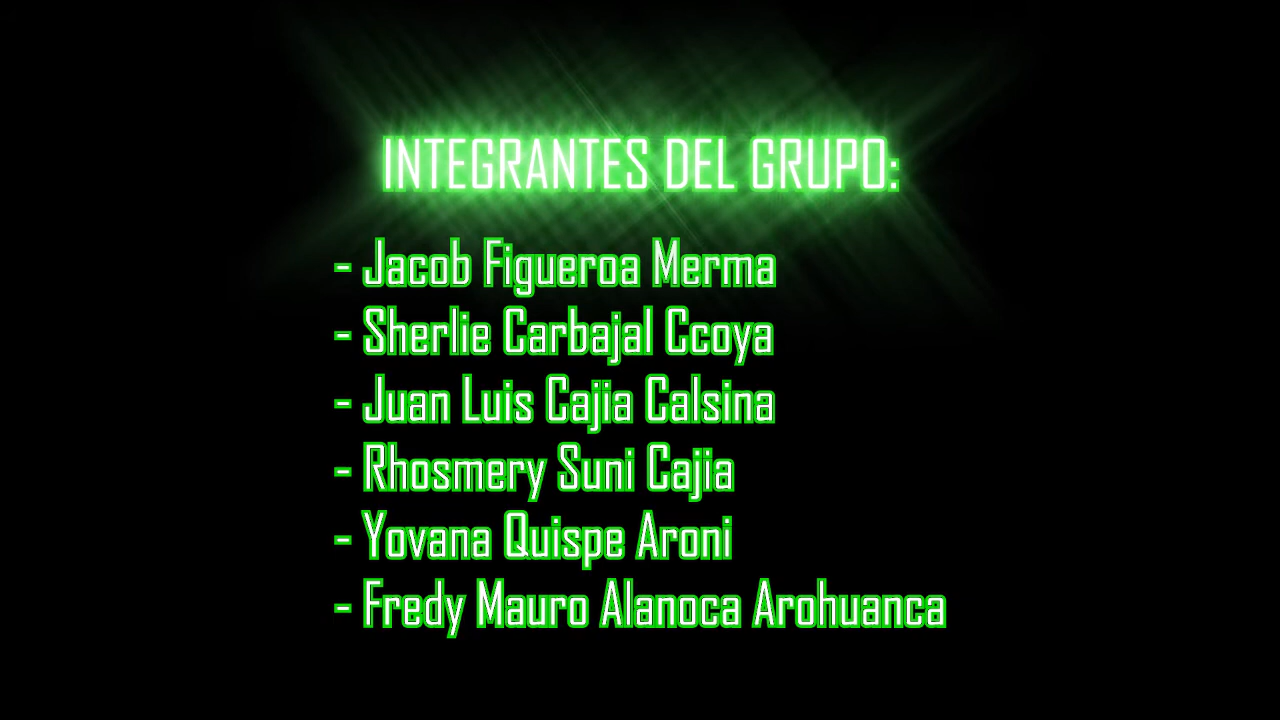 INTEGRANTES DEL GRUPO:
- Jacob Figueroa Merma
- Sherlie Carbajal Ccoya
- Juan Luis Cajia Calsina
- Rhosmery Suni Cajia
- Yovana Quispe Aroni
- Fredy Mauro Alanoca Arohuanca